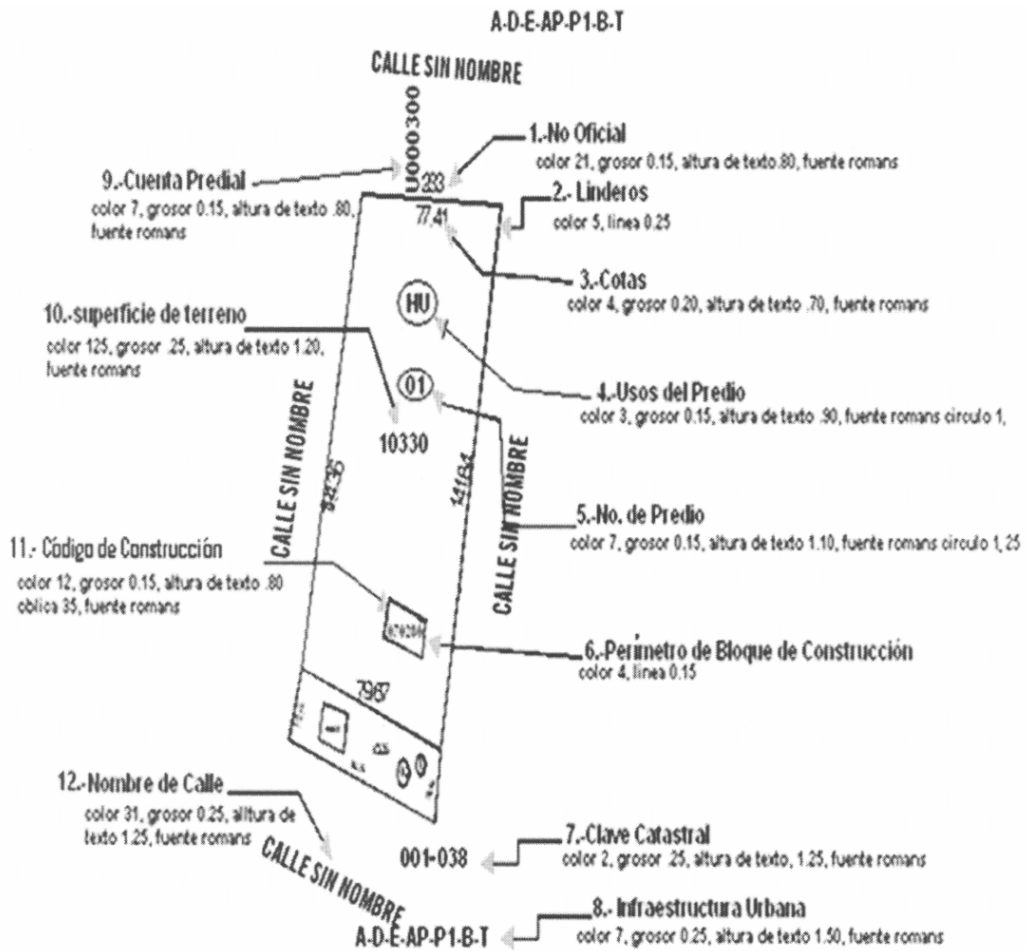 A-D-E-AP-P1-B-T
CALLE SIN NOMBRE
U000300
1.-No Oficial
color 21, grosor 0.15, altura de texto.80, fuente romans
233
9.-Cuenta Predial
color 7, grosor 0.15, altura de texto .80,
fuente romans
2.- Linderos
color 5, linea 0.25
77,41
3.-Cotas
color 4, grosor 0.20, altura de texto .70, fuente romans
HU
10.-superficie de terreno
color 125, grosor .25, altura de texto 1.20,
fuente romans
01
4.-Usos del Predio
color 3, grosor 0.15, altura de texto .90, fuente romans circulo 1,
10330
CALLE SIN NOMBRE
141.64
CALLE SIN NOMBRE
5.-No. de Predio
color 7, grosor 0.15, altura de texto 1.10, fuente romans circulo 1, 25
11.- Código de Construcción
color 12, grosor 0.15, altura de texto .80
oblica 35, fuente romans
6.-Perímetro de Bloque de Construcción
color 4, linea 0.15
7967
12.-Nombre de Calle
color 31, grosor 0.25, alltura de
texto 1.25, fuente romans
CALLE SIN NOMBRE
001-038
7.-Clave Catastral
color 2, grosor .25, altura de texto, 1.25, fuente romans
8.- Infraestructura Urbana
color 7, grosor 0.25, altura de texto 1.50, fuente romans
A-D-E-AP-P1-B-T